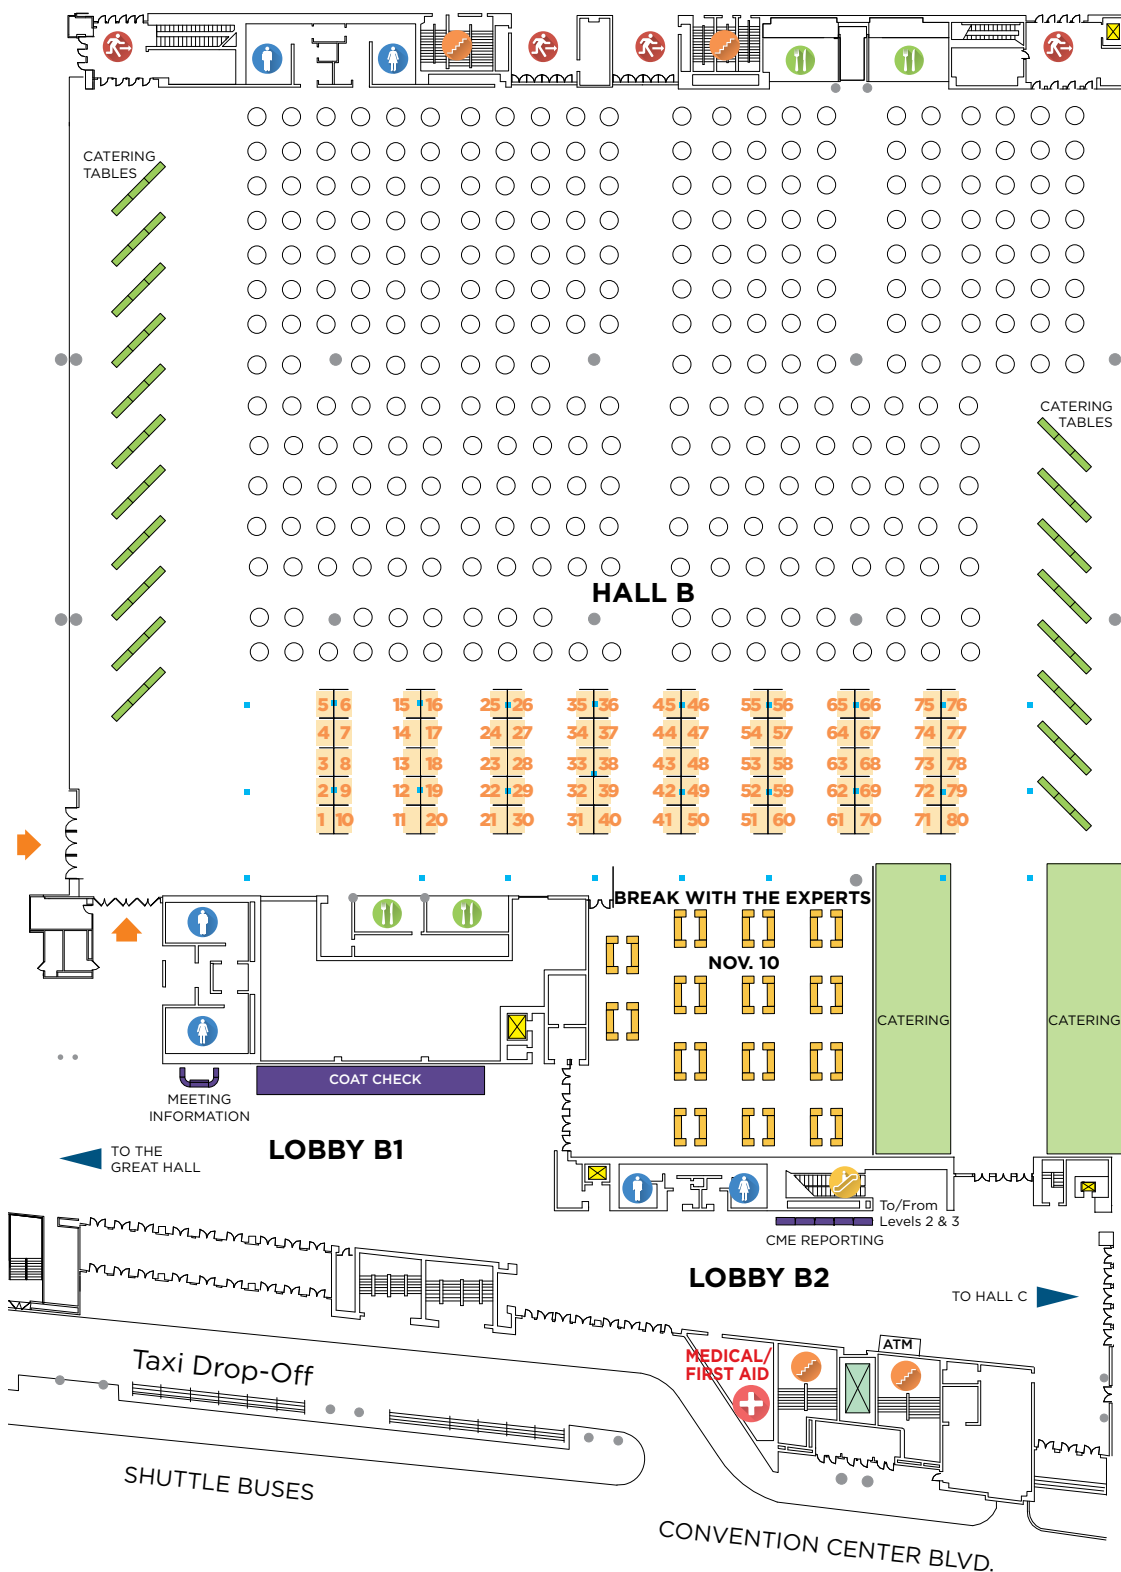 CATERING
TABLES
CATERING
TABLES
HALL B
5 6 15 16 25 26 35 36 45 46 55 56 65 66 75 76
4 7 14 17 24 27 34 37 44 47 54 57 64 67 74 77
3 8 13 18 23 28 33 38 43 48 53 58 63 68 73 78
2 9 12 19 22 29 32 39 42 49 52 59 62 69 72 79
1 10 11 20 21 30 31 40 41 50 51 60 61 70 71 80
BREAK WITH THE EXPERTS
NOV. 10
CATERING
CATERING
COAT CHECK
MEETING
INFORMATION
TO THE
GREAT HALL
LOBBY B1
To/From
Levels 2 & 3
CME REPORTING
LOBBY B2
TO HALL C
ATM
MEDICAL/
FIRST AID
Taxi Drop-Off
SHUTTLE BUSES
CONVENTION CENTER BLVD.